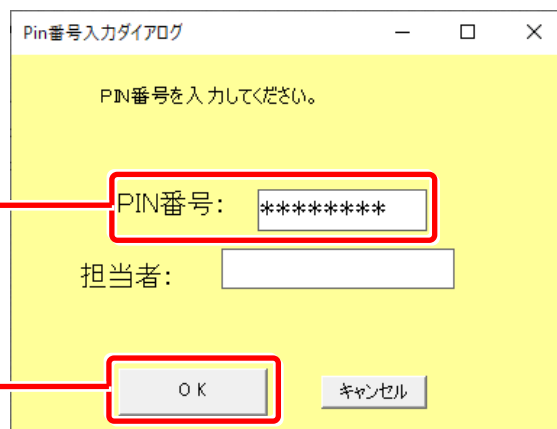 Pin番号入力ダイアログ
PIN番号を入力してください。
PIN番号: ********
担当者:
OK キャンセル